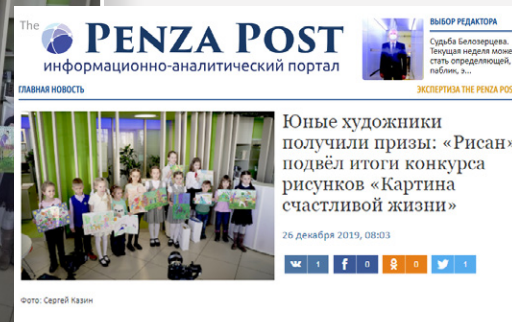 The PENZA POST
информационно-аналитический портал
ВЫБОР РЕДАКТОРА
Судьба Белозерцева.
Текущая неделя може
стать определяющей,
паблик, э...
ГЛАВНАЯ НОВОСТЬ
ЭКСПЕРТИЗА THE PENZA POS
Юные художники
получили призы: «Рисан»
подвёл итоги конкурса
рисунков «Картина
счастливой жизни»
26 декабря 2019, 08:03
1
0
0
1
Фото: Сергей Казин